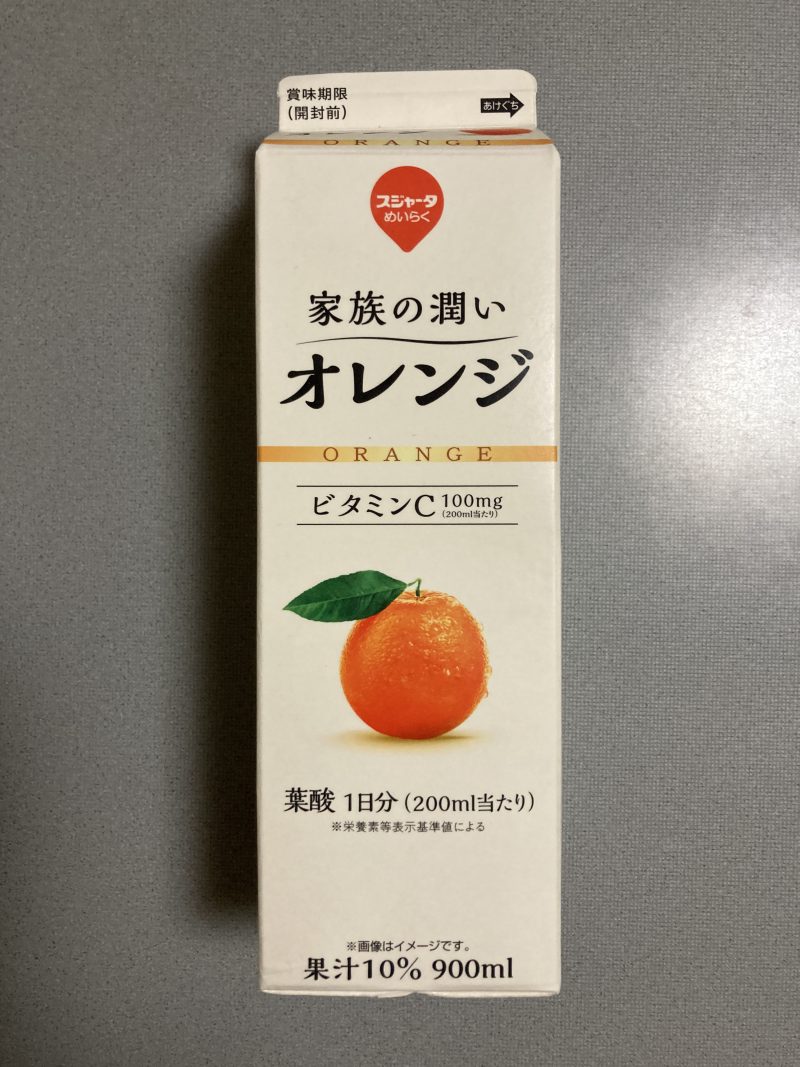 賞味期限
(開封前)
あけぐち
ORANGE
スジャータ
めいらく
家族の潤い
オレンジ
ORANGE
ビタミンC 100mg
(200ml当たり)
葉酸 1日分 (200ml当たり)
※栄養素等表示基準値による
※画像はイメージです。
果汁10% 900ml